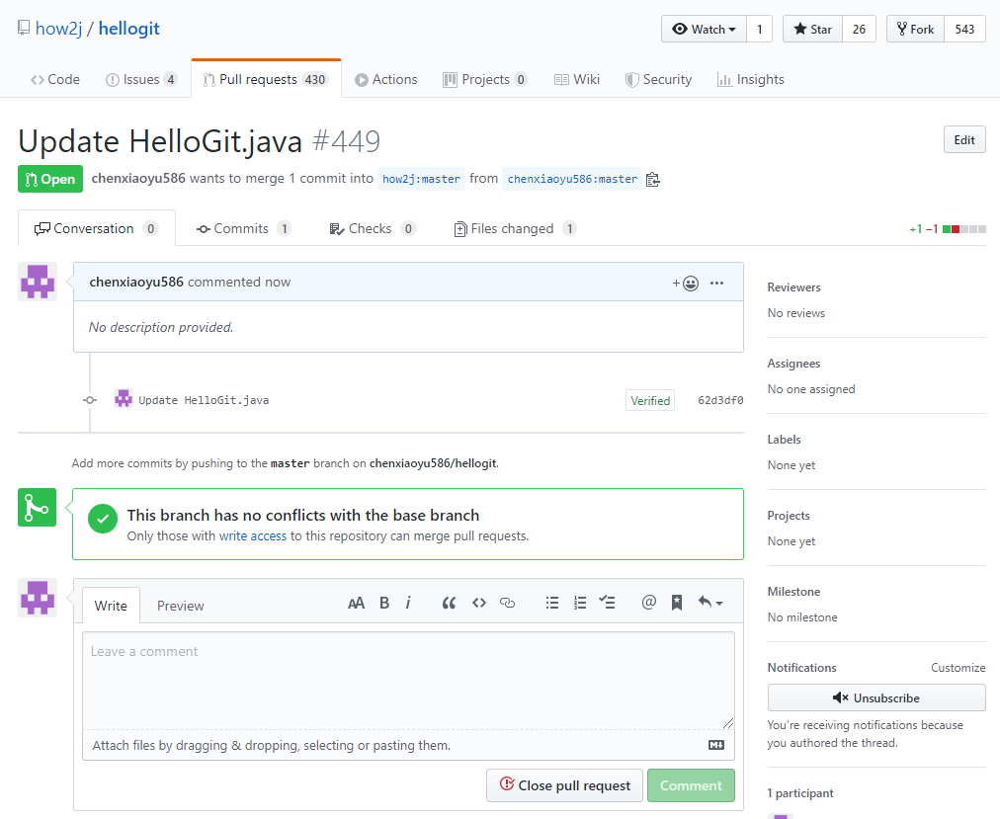 how2j / hellogit
Watch 1 Star 26 Fork 543
Code Issues 4 Pull requests 430 Actions Projects 0 Wiki Security Insights
Update HelloGit.java #449
Edit
Open chenxiaoyu586 wants to merge 1 commit into how2j:master from chenxiaoyu586:master
Conversation 0 Commits 1 Checks 0 Files changed 1 +1 −1
chenxiaoyu586 commented now
No description provided.
Update HelloGit.java Verified 62d3df0
Add more commits by pushing to the master branch on chenxiaoyu586/hellogit.
This branch has no conflicts with the base branch
Only those with write access to this repository can merge pull requests.
Write Preview
Leave a comment
Attach files by dragging & dropping, selecting or pasting them.
Close pull request Comment
Reviewers
No reviews
Assignees
No one assigned
Labels
None yet
Projects
None yet
Milestone
No milestone
Notifications Customize
Unsubscribe
You're receiving notifications because
you authored the thread.
1 participant